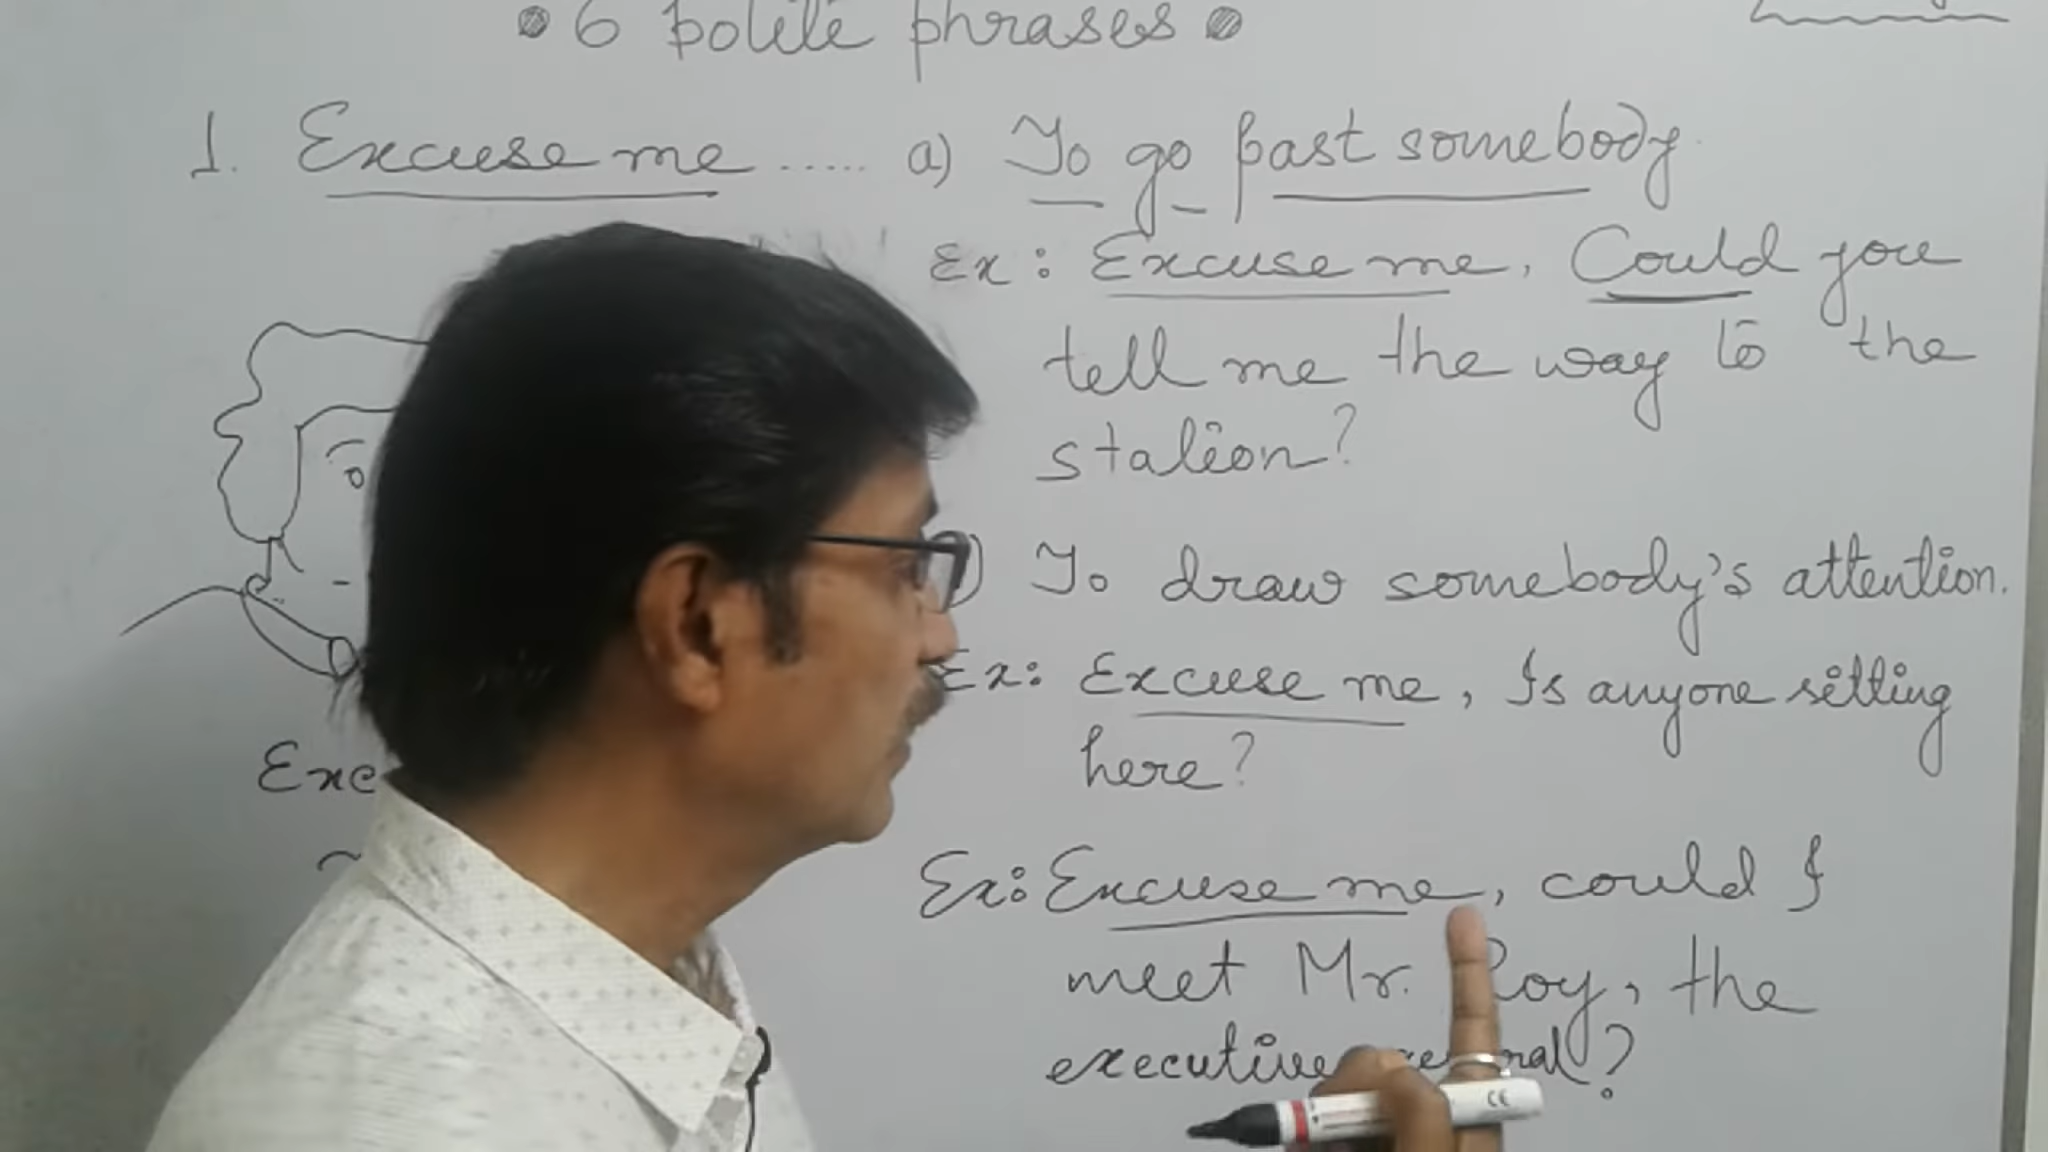 6 polite phrases
1. Excuse me ..... a) To go past somebody.
Ex: Excuse me. Could you
tell me the way to the
station?
) To draw somebody's attention.
Ex: Excuse me, Is anyone sitting
here?
Exc
Ex: Excuse me, could I
meet Mr. Roy, the
executive ?
CE